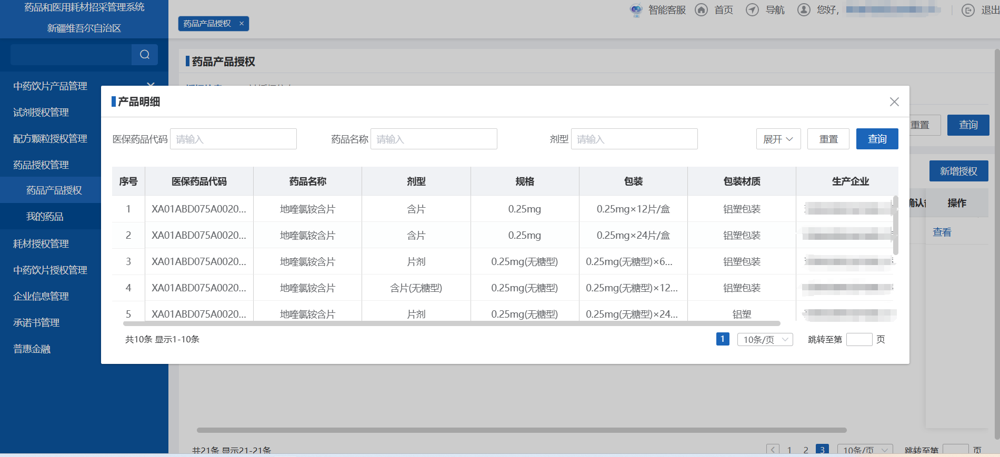 药品和医用耗材招采管理系统
新疆维吾尔自治区
药品产品授权 ×
智能客服 首页 导航 您好, 退出
中药饮片产品管理
试剂授权管理
配方颗粒授权管理
药品授权管理
药品产品授权
我的药品
耗材授权管理
中药饮片授权管理
企业信息管理
承诺书管理
普惠金融
药品产品授权
重置 查询
新增授权
操作
查看
产品明细
医保药品代码 请输入 药品名称 请输入 剂型 请输入 展开 重置 查询
序号 医保药品代码 药品名称 剂型 规格 包装 包装材质 生产企业
1 XA01ABD075A0020... 地喹氯铵含片 含片 0.25mg 0.25mg×12片/盒 铝塑包装
2 XA01ABD075A0020... 地喹氯铵含片 含片 0.25mg 0.25mg×24片/盒 铝塑包装
3 XA01ABD075A0020... 地喹氯铵含片 片剂 0.25mg(无糖型) 0.25mg(无糖型)×6... 铝塑包装
4 XA01ABD075A0020... 地喹氯铵含片 含片(无糖型) 0.25mg(无糖型) 0.25mg(无糖型)×12... 铝塑包装
5 XA01ABD075A0020... 地喹氯铵含片 片剂 0.25mg(无糖型) 0.25mg(无糖型)×24... 铝塑
共10条 显示1-10条 1 10条/页 跳转至第 页
共21条 显示21-21条 1 2 3 10条/页 跳转至第 页